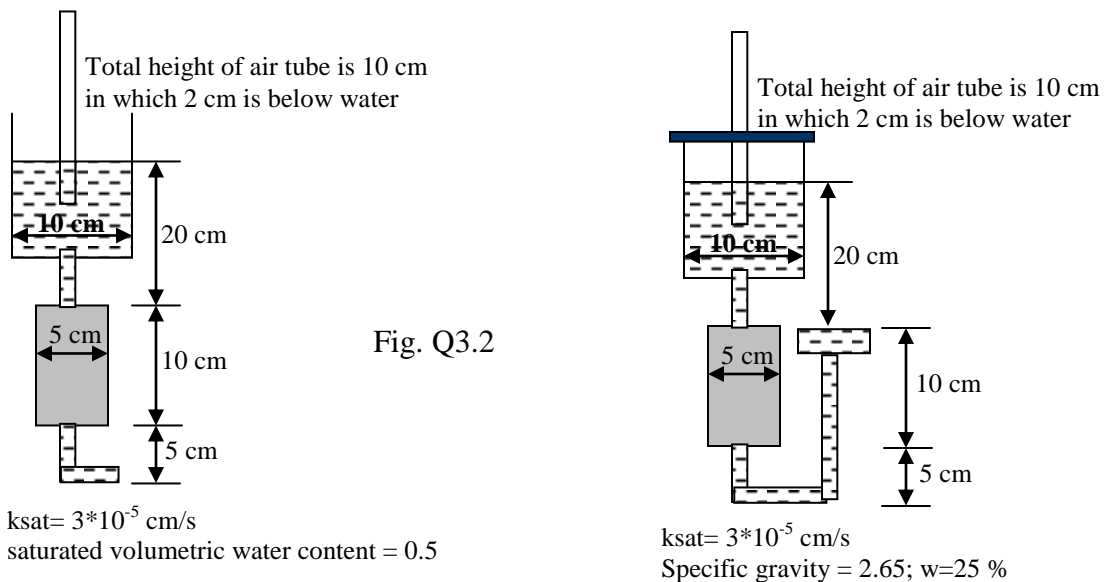 Total height of air tube is 10 cm
in which 2 cm is below water
10 cm
20 cm
5 cm
10 cm
5 cm
ksat= 3*10⁻⁵ cm/s
saturated volumetric water content = 0.5
Fig. Q3.2
Total height of air tube is 10 cm
in which 2 cm is below water
10 cm
20 cm
5 cm
10 cm
5 cm
ksat= 3*10⁻⁵ cm/s
Specific gravity = 2.65; w=25 %